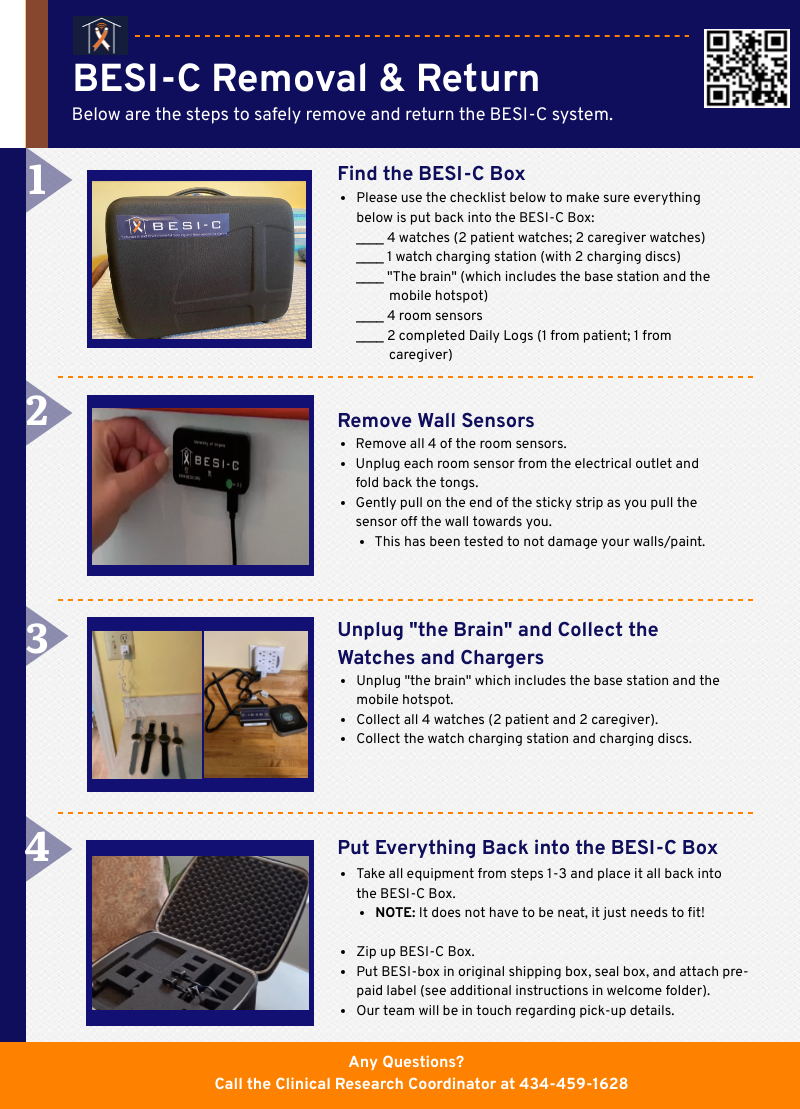 BESI-C Removal & Return
Below are the steps to safely remove and return the BESI-C system.
1
BESI-C
Find the BESI-C Box
• Please use the checklist below to make sure everything
below is put back into the BESI-C Box:
____ 4 watches (2 patient watches; 2 caregiver watches)
____ 1 watch charging station (with 2 charging discs)
____ "The brain" (which includes the base station and the
mobile hotspot)
____ 4 room sensors
____ 2 completed Daily Logs (1 from patient; 1 from
caregiver)
2
BESI-C
Remove Wall Sensors
• Remove all 4 of the room sensors.
• Unplug each room sensor from the electrical outlet and
fold back the tongs.
• Gently pull on the end of the sticky strip as you pull the
sensor off the wall towards you.
• This has been tested to not damage your walls/paint.
3
Unplug "the Brain" and Collect the
Watches and Chargers
• Unplug "the brain" which includes the base station and the
mobile hotspot.
• Collect all 4 watches (2 patient and 2 caregiver).
• Collect the watch charging station and charging discs.
4
Put Everything Back into the BESI-C Box
• Take all equipment from steps 1-3 and place it all back into
the BESI-C Box.
• NOTE: It does not have to be neat, it just needs to fit!
• Zip up BESI-C Box.
• Put BESI-box in original shipping box, seal box, and attach pre-
paid label (see additional instructions in welcome folder).
• Our team will be in touch regarding pick-up details.
Any Questions?
Call the Clinical Research Coordinator at 434-459-1628